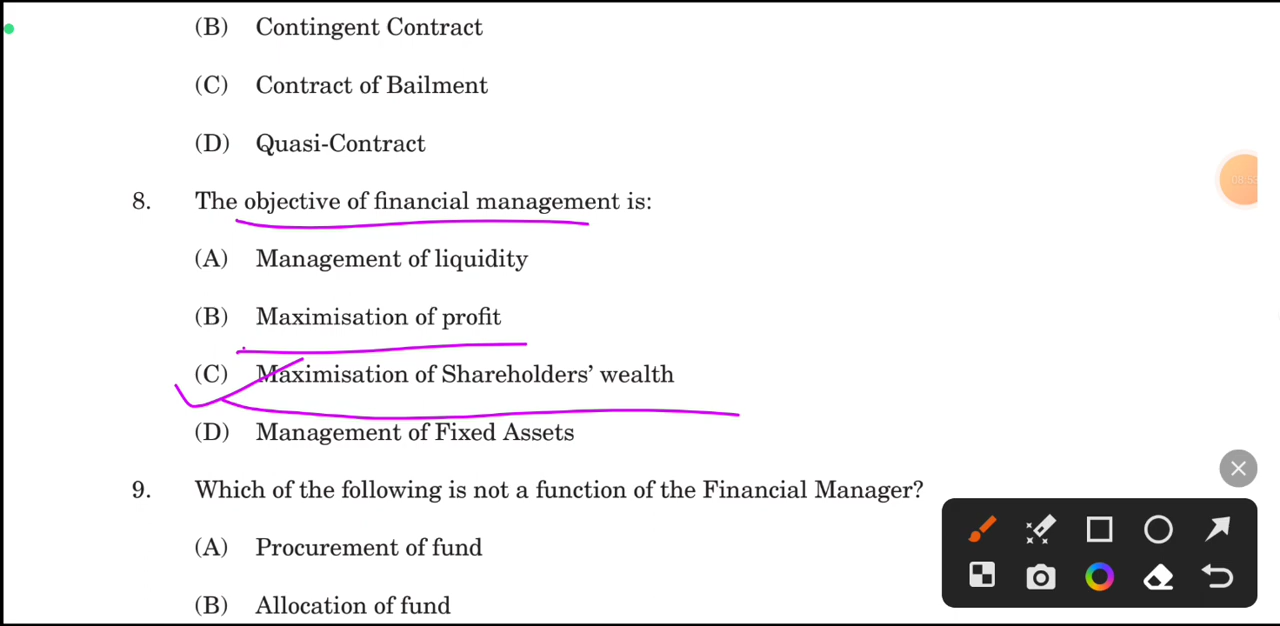 (B) Contingent Contract
(C) Contract of Bailment
(D) Quasi-Contract
8. The objective of financial management is:
(A) Management of liquidity
(B) Maximisation of profit
(C) Maximisation of Shareholders’ wealth
(D) Management of Fixed Assets
9. Which of the following is not a function of the Financial Manager?
(A) Procurement of fund
(B) Allocation of fund